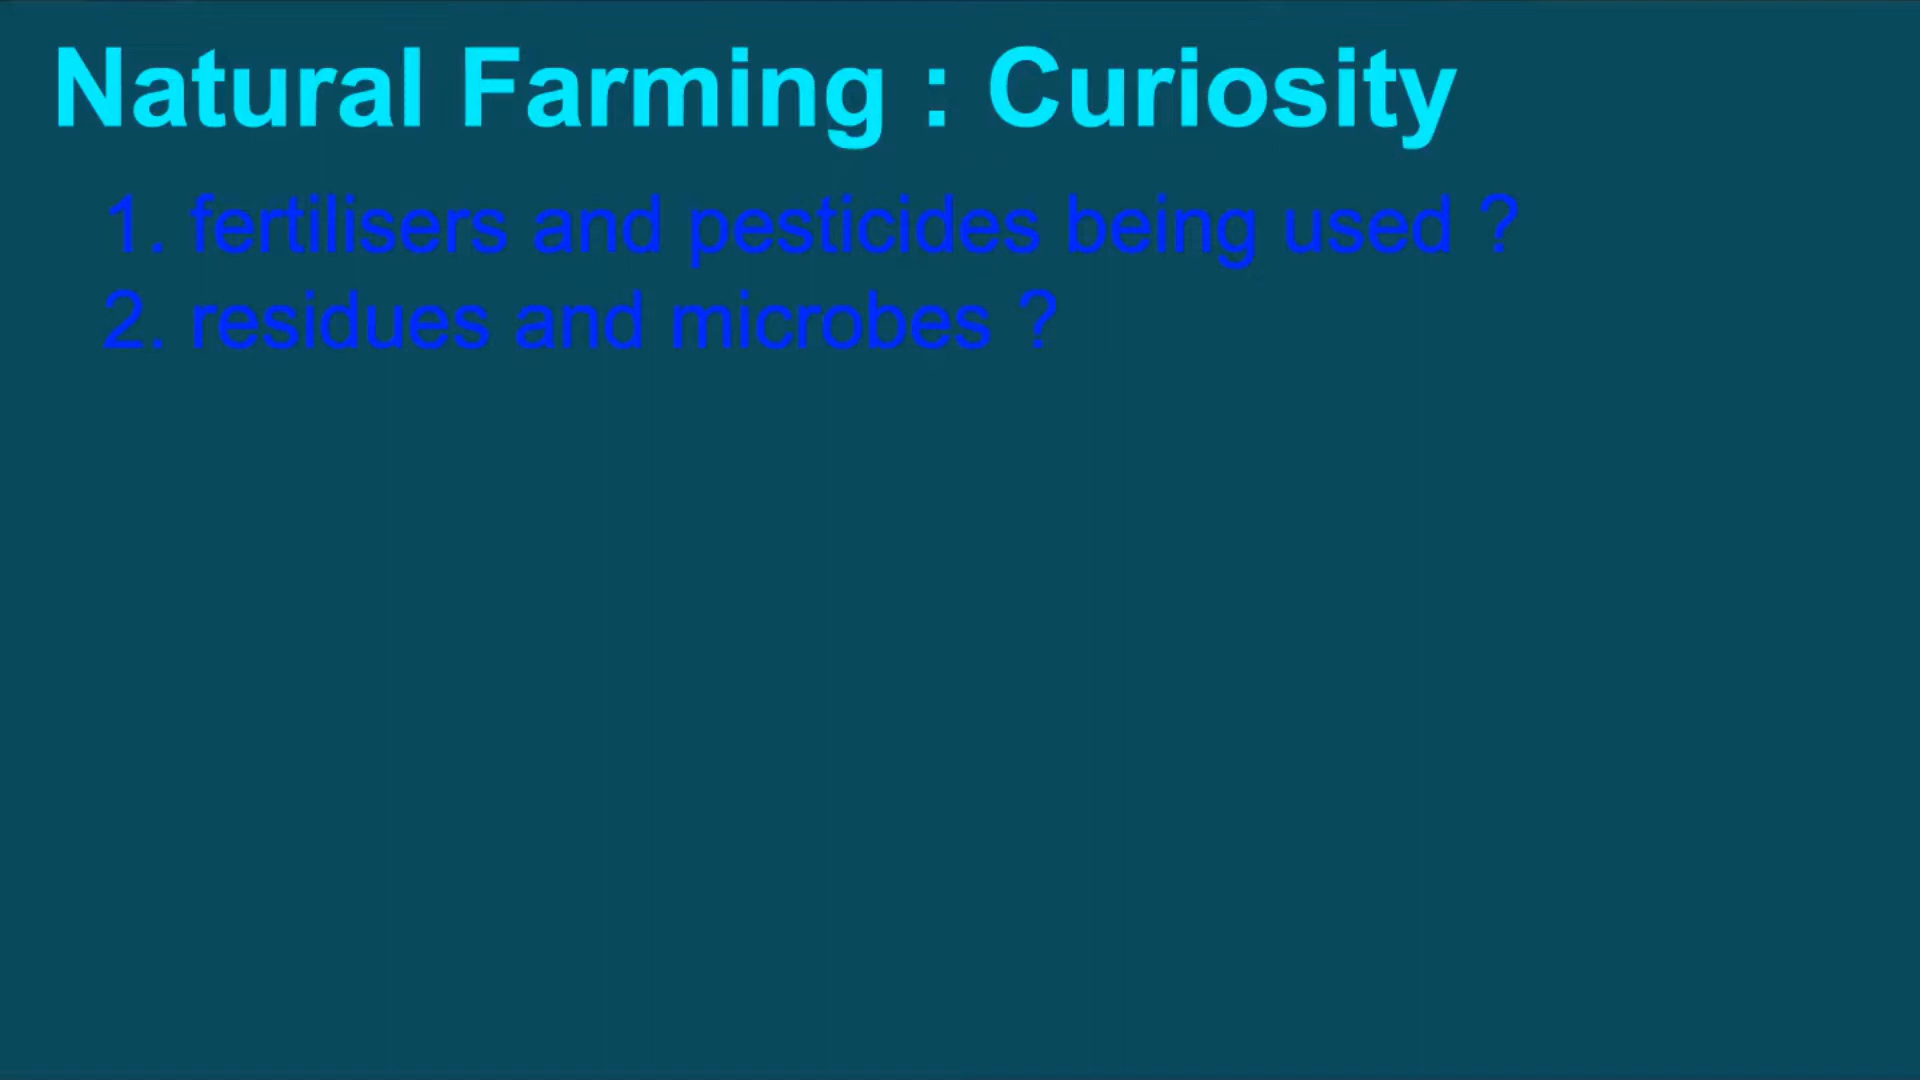 Natural Farming : Curiosity
1. fertilisers and pesticides being used ?
2. residues and microbes ?